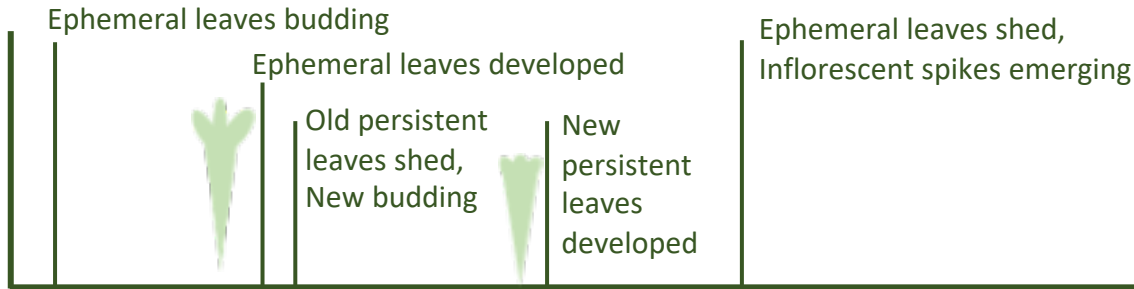 Ephemeral leaves budding
Ephemeral leaves developed
Old persistent
leaves shed,
New budding
New
persistent
leaves
developed
Ephemeral leaves shed,
Inflorescent spikes emerging